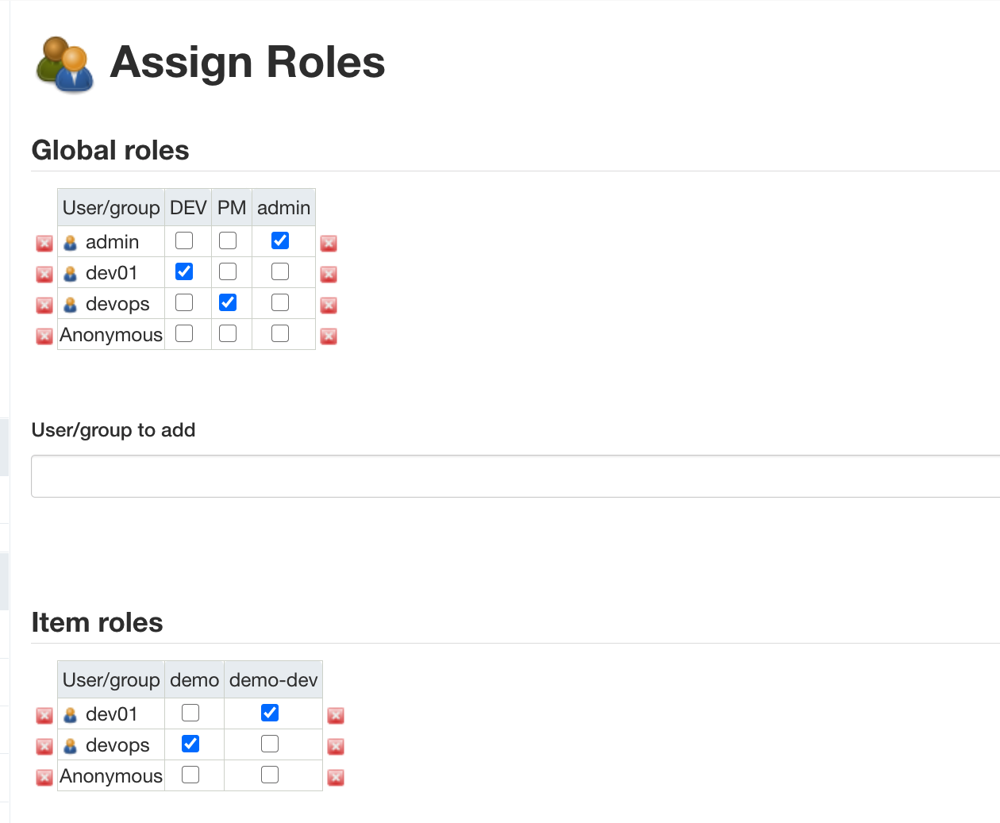 Assign Roles
Global roles
User/group DEV PM admin
admin
dev01
devops
Anonymous
User/group to add
Item roles
User/group demo demo-dev
dev01
devops
Anonymous